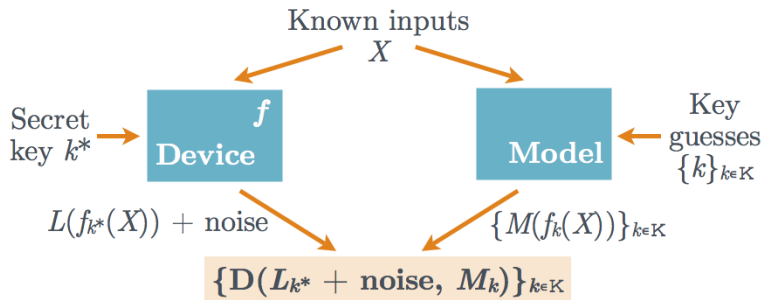 Known inputs
X
Secret
key k*
f
Device
Model
Key
guesses
{k}k∈K
L(fk*(X)) + noise
{M(fk(X))}k∈K
{D(Lk* + noise, Mk)}k∈K